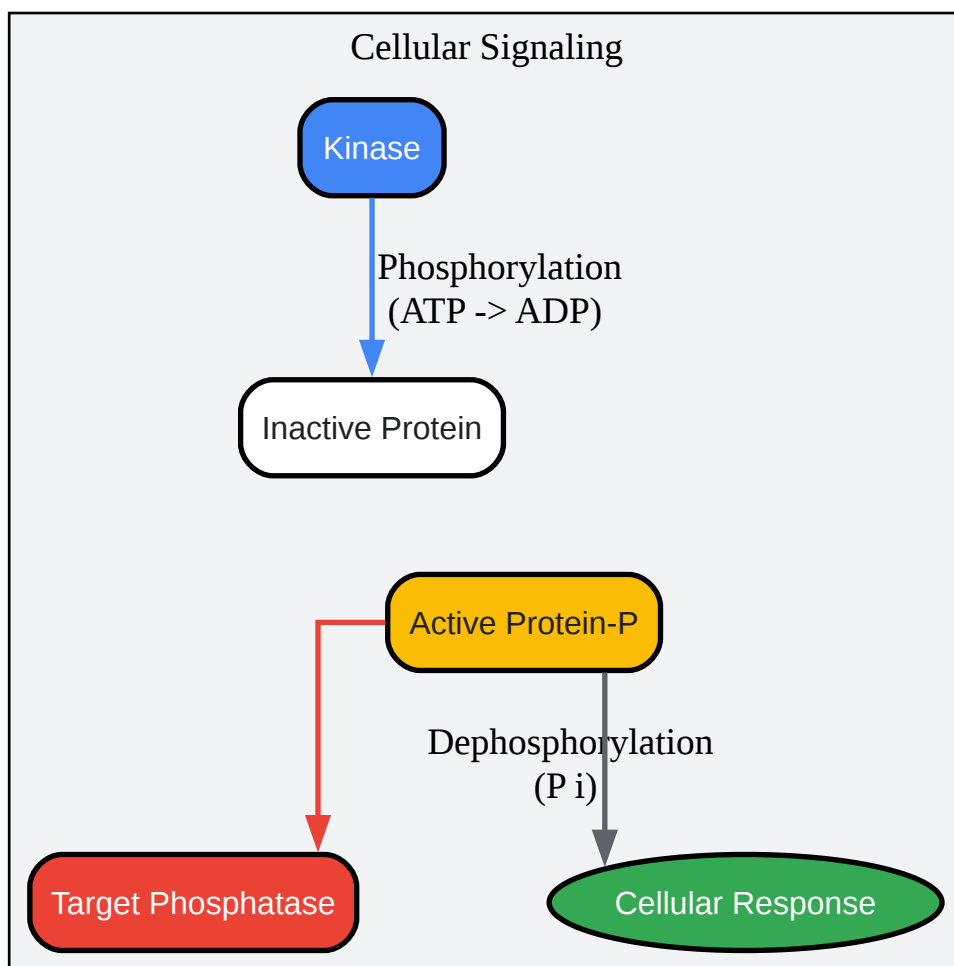 Cellular Signaling
Kinase
Phosphorylation
(ATP -> ADP)
Inactive Protein
Active Protein-P
Dephosphorylation
(P i)
Target Phosphatase
Cellular Response